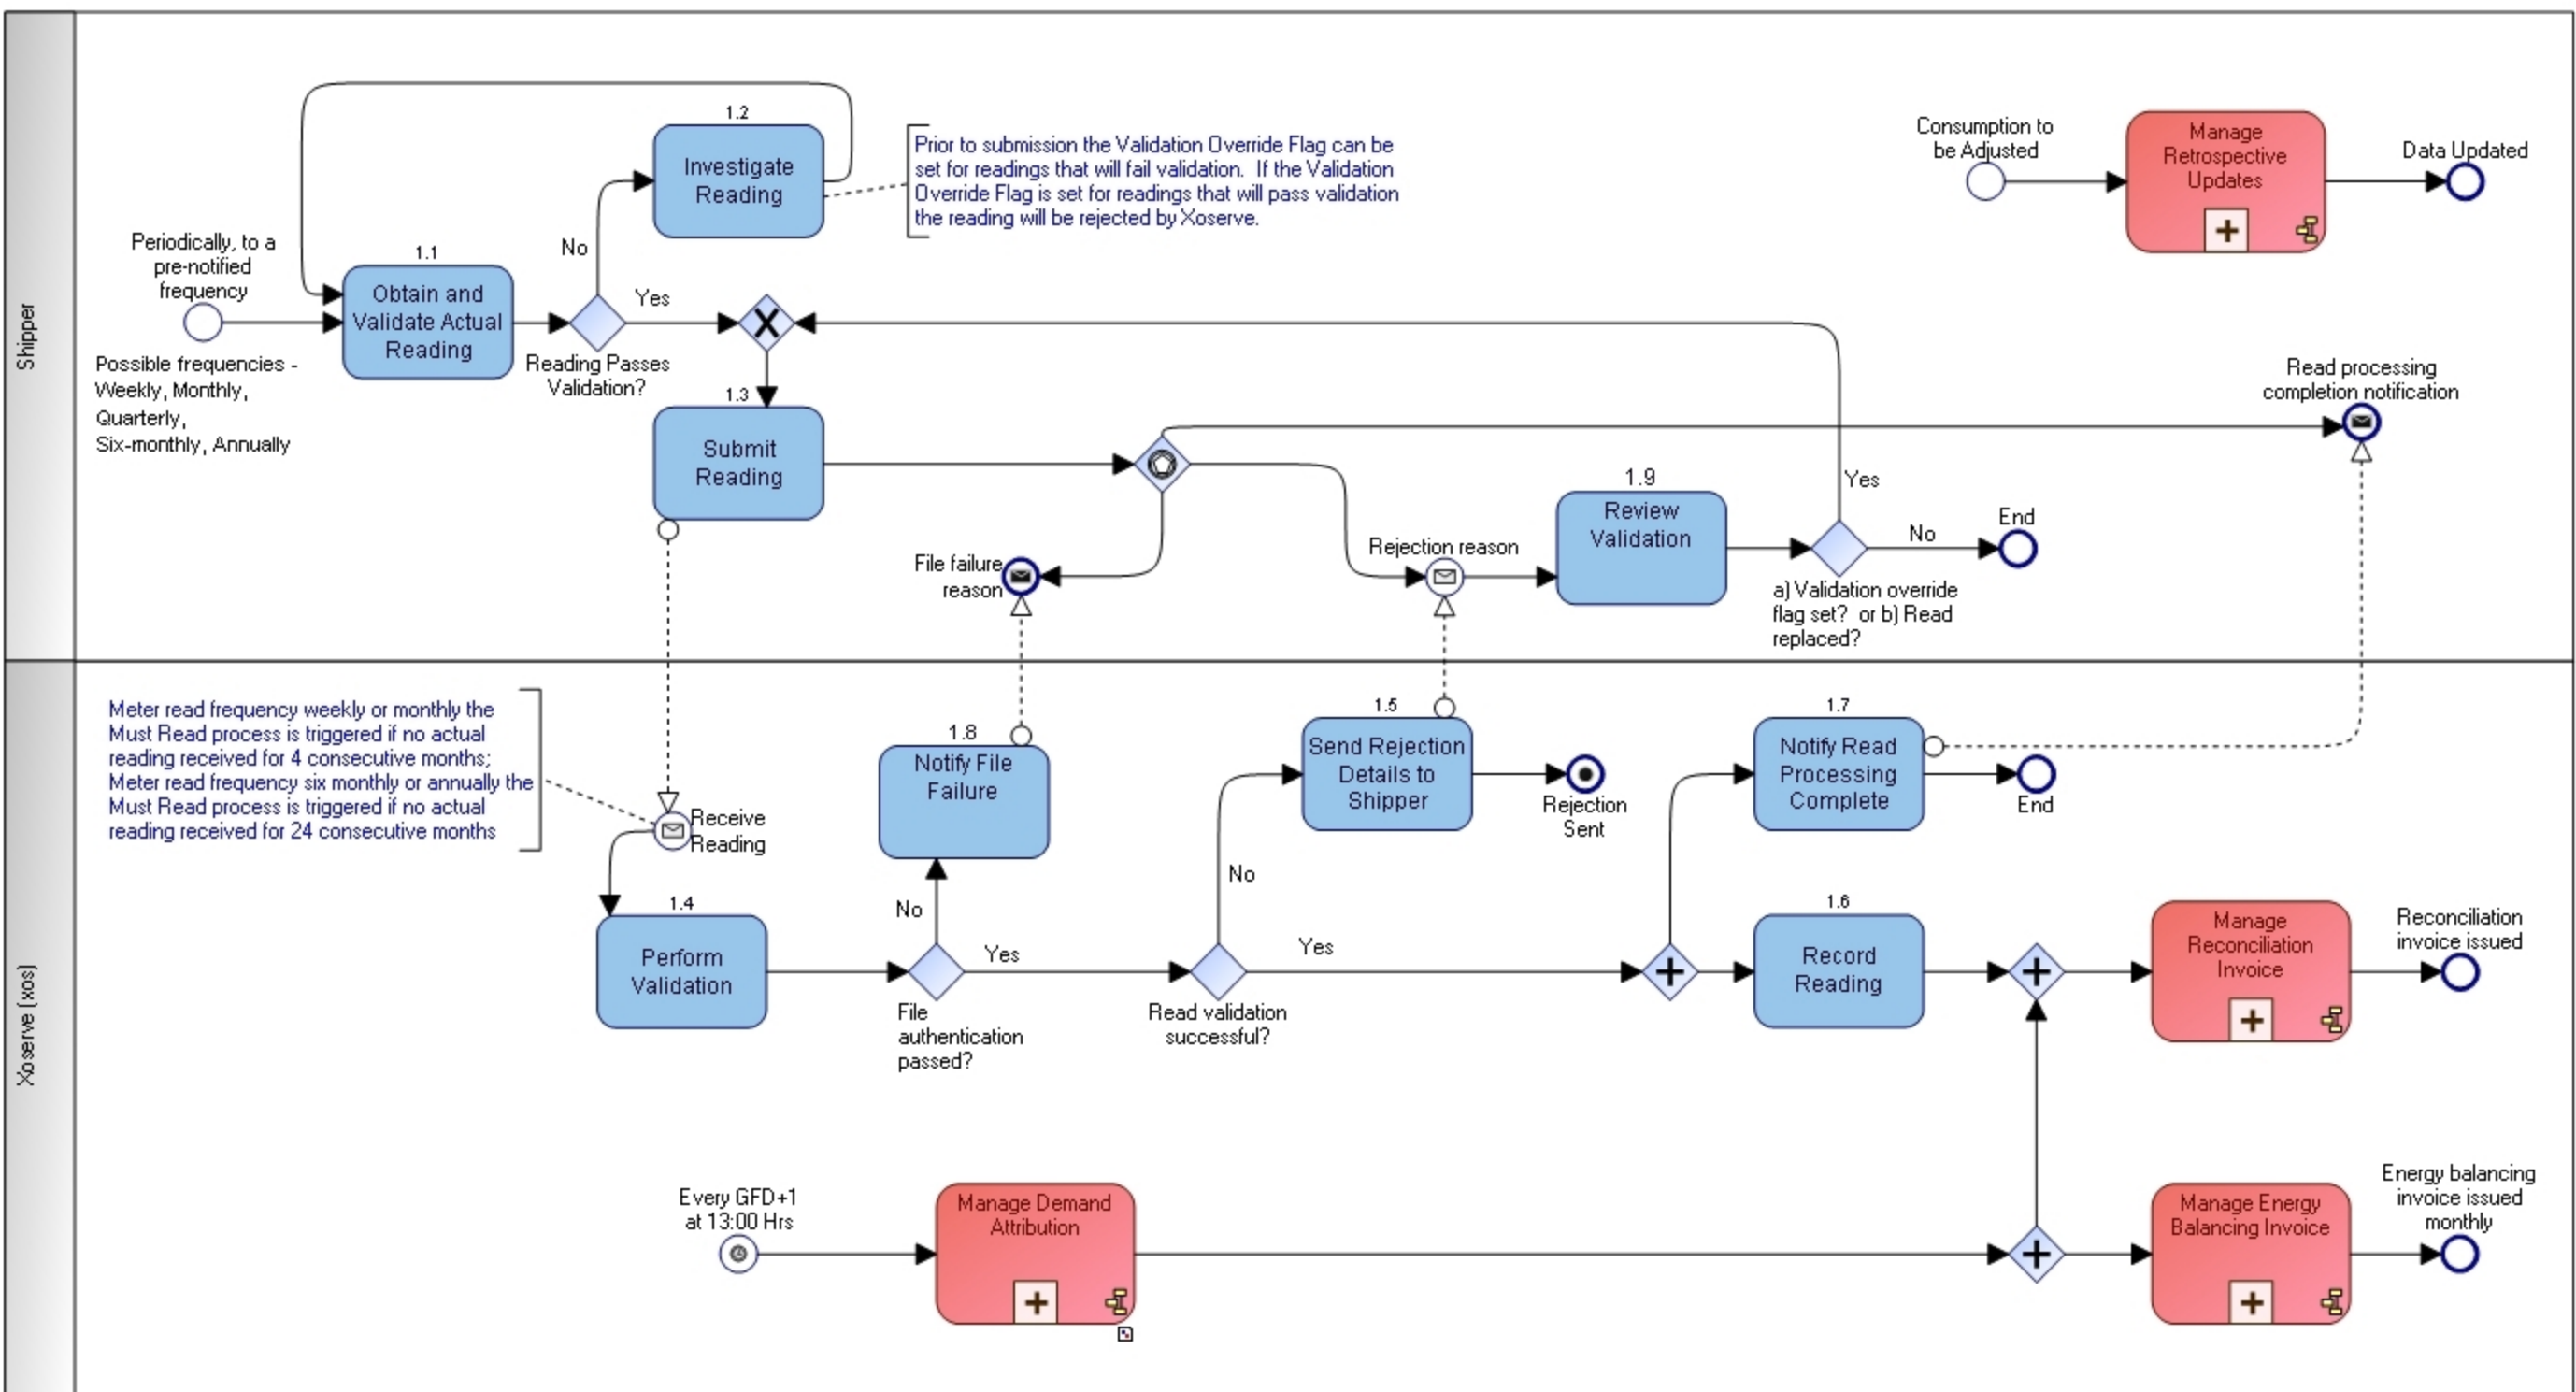 Shipper
1.2
Investigate
Reading
Prior to submission the Validation Override Flag can be
set for readings that will fail validation.  If the Validation
Override Flag is set for readings that will pass validation
the reading will be rejected by Xoserve.
Consumption to
be Adjusted
Manage
Retrospective
Updates
Data Updated
Periodically, to a
pre-notified
frequency
1.1
Obtain and
Validate Actual
Reading
No
Yes
Reading Passes
Validation?
X
Possible frequencies -
Weekly, Monthly,
Quarterly,
Six-monthly, Annually
1.3
Submit
Reading
Read processing
completion notification
File failure
reason
Rejection reason
1.9
Review
Validation
Yes
No
End
a) Validation override
flag set?  or b) Read
replaced?
Xoserve (xos)
Meter read frequency weekly or monthly the
Must Read process is triggered if no actual
reading received for 4 consecutive months;
Meter read frequency six monthly or annually the
Must Read process is triggered if no actual
reading received for 24 consecutive months
Receive
Reading
1.8
Notify File
Failure
1.5
Send Rejection
Details to
Shipper
Rejection
Sent
1.7
Notify Read
Processing
Complete
End
1.4
Perform
Validation
No
Yes
File
authentication
passed?
No
Yes
Read validation
successful?
1.6
Record
Reading
Manage
Reconciliation
Invoice
Reconciliation
invoice issued
Every GFD+1
at 13:00 Hrs
Manage Demand
Attribution
Manage Energy
Balancing Invoice
Energy balancing
invoice issued
monthly